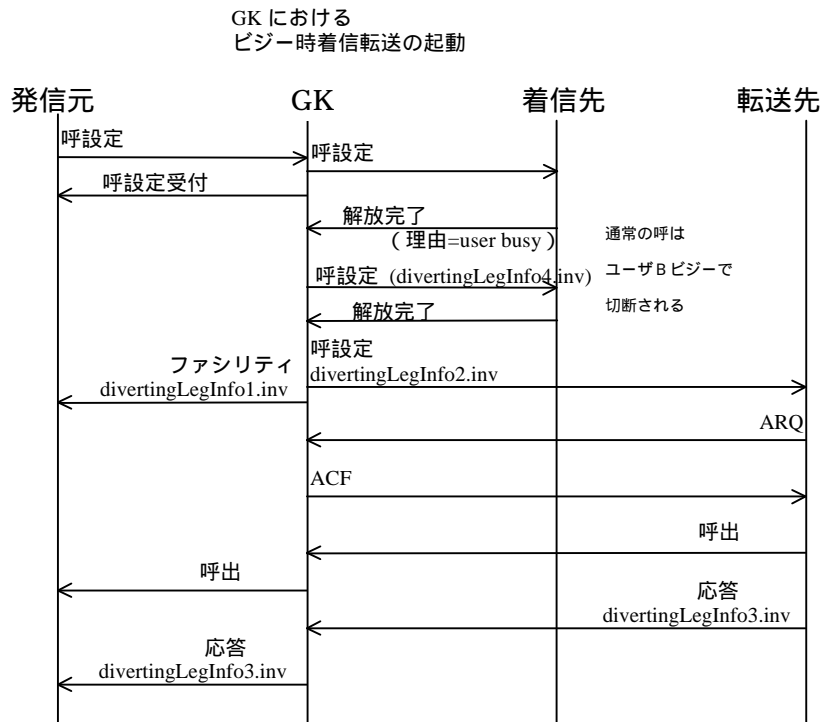 GK における
ビジー時着信転送の起動
発信元
GK
着信先
転送先
呼設定
呼設定
呼設定受付
解放完了
（理由=user busy）
通常の呼は
呼設定 (divertingLegInfo4.inv)
ユーザBビジーで
解放完了
切断される
呼設定
ファシリティ
divertingLegInfo2.inv
divertingLegInfo1.inv
ARQ
ACF
呼出
呼出
応答
divertingLegInfo3.inv
応答
divertingLegInfo3.inv